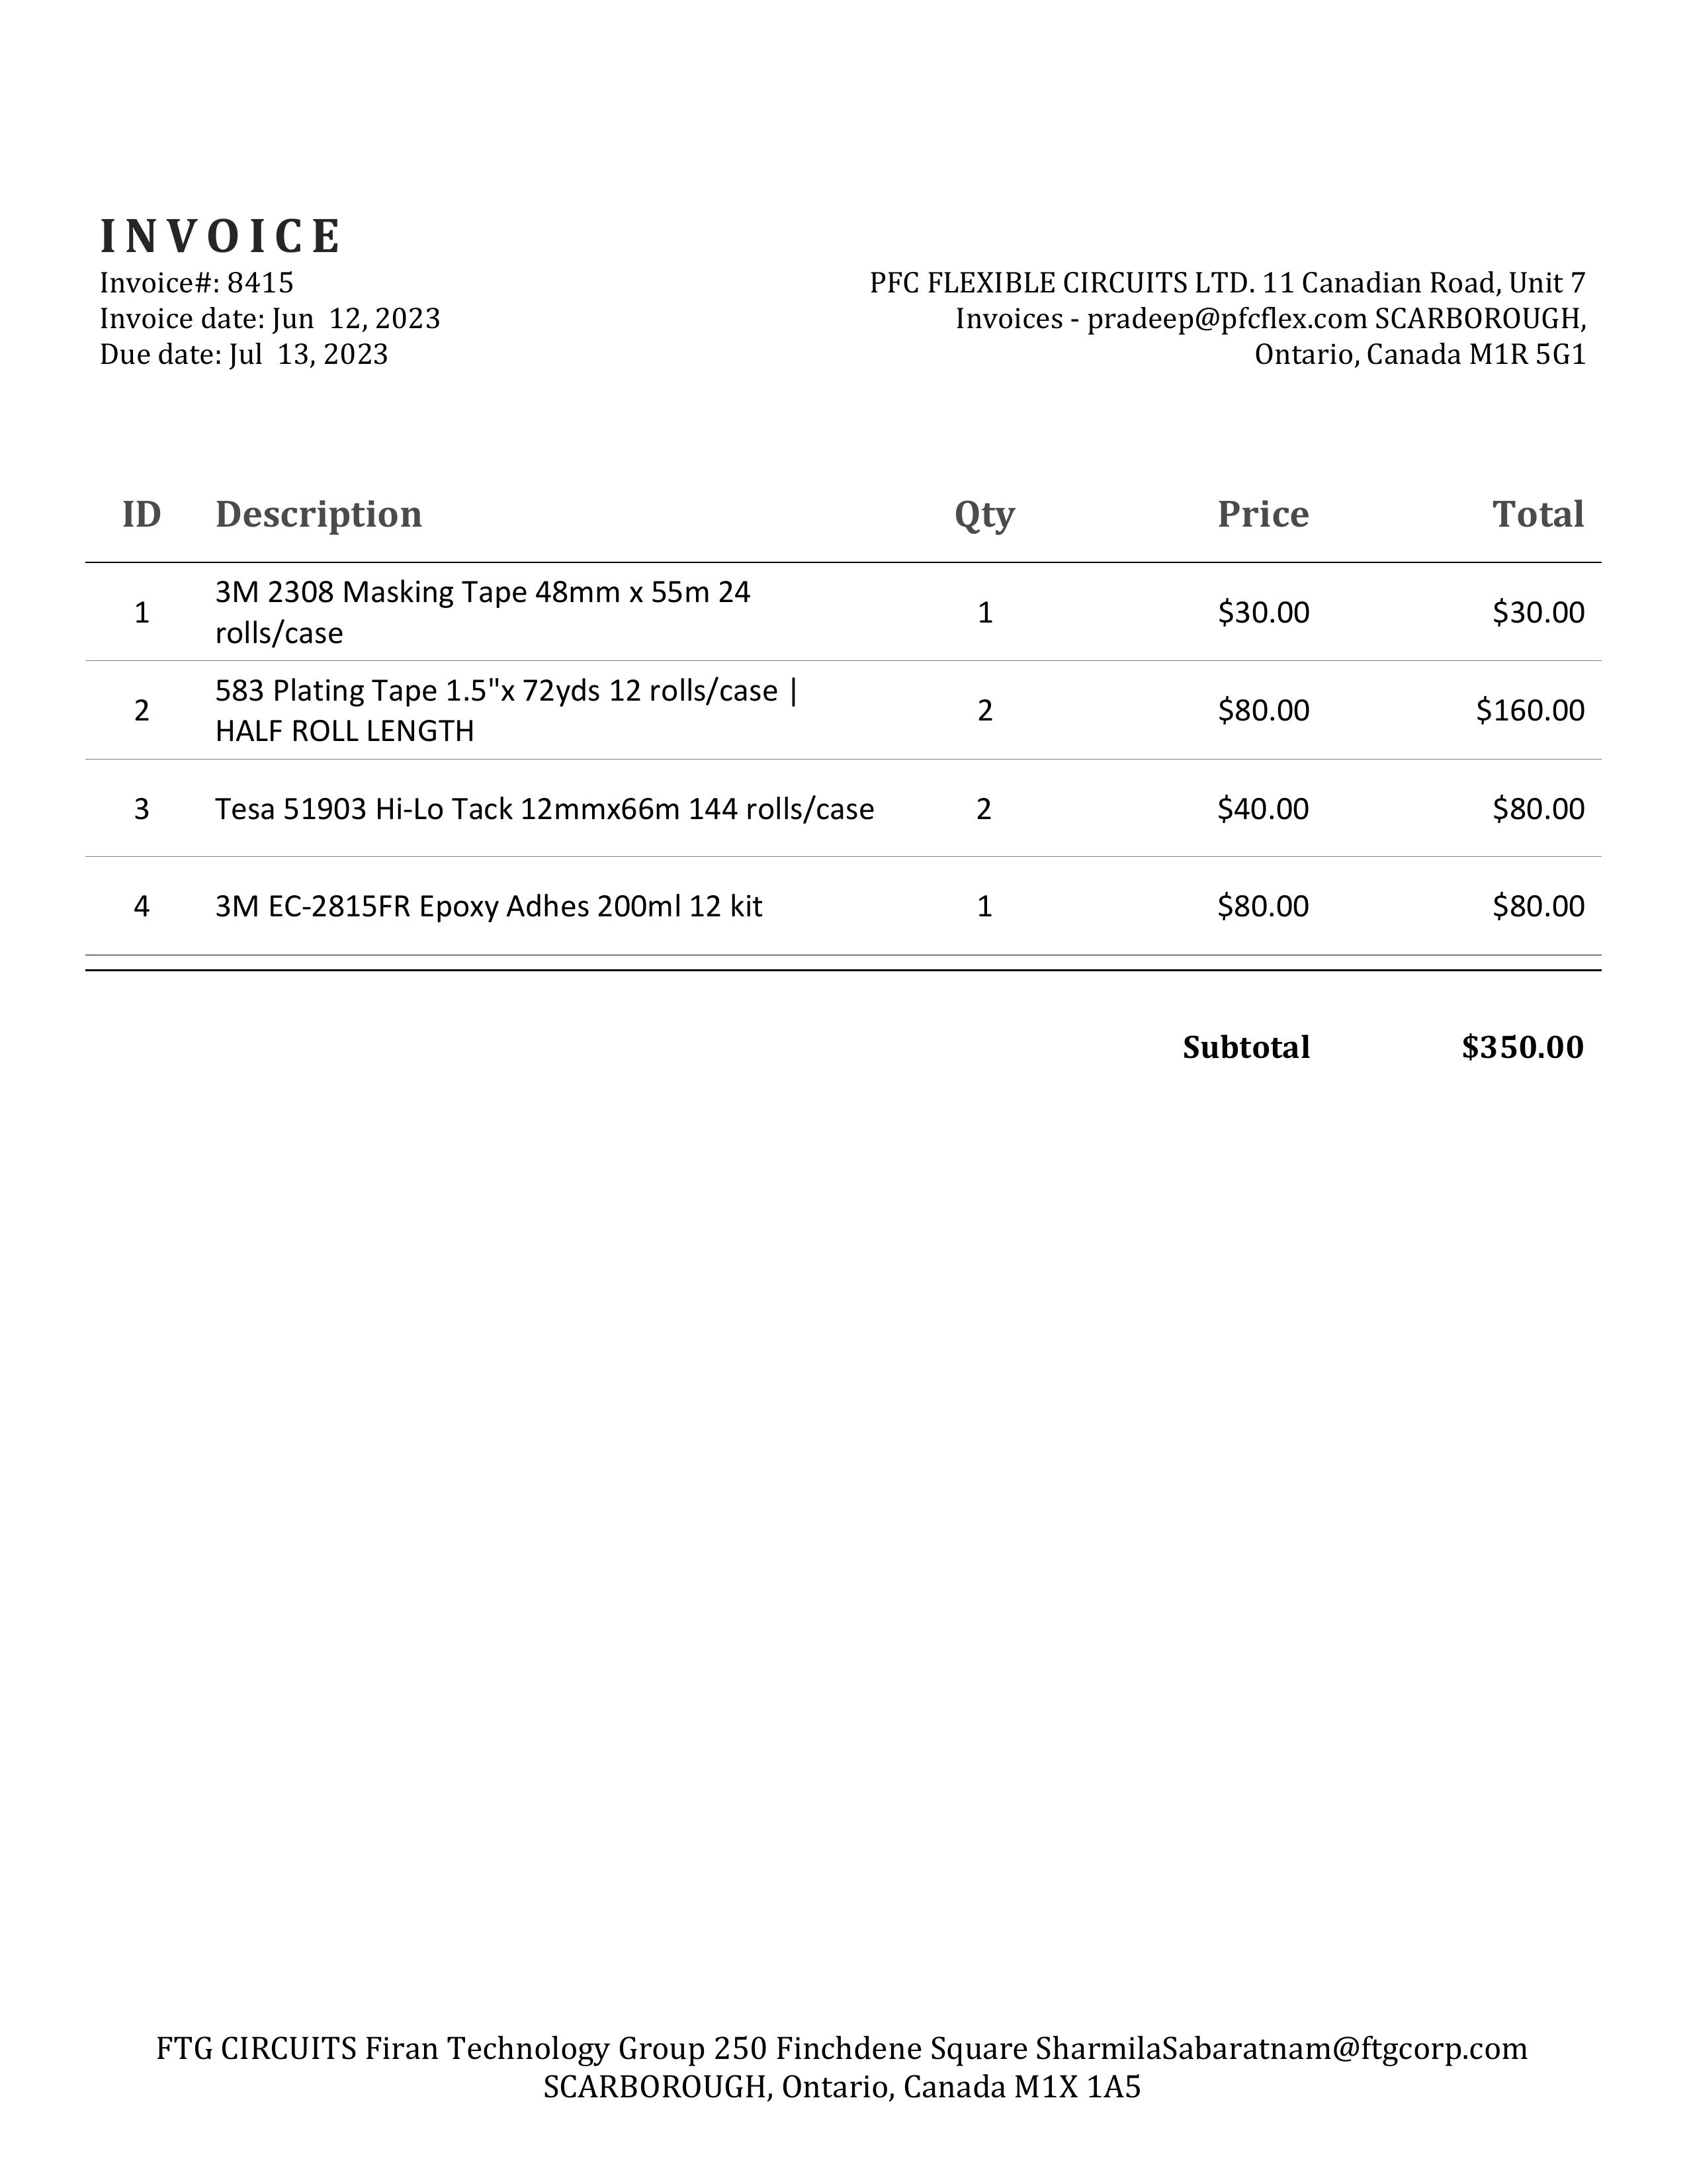 INVOICE
Invoice#: 8415
Invoice date: Jun  12, 2023
Due date: Jul  13, 2023
PFC FLEXIBLE CIRCUITS LTD. 11 Canadian Road, Unit 7
Invoices - pradeep@pfcflex.com SCARBOROUGH,
Ontario, Canada M1R 5G1
ID Description Qty Price Total
1 3M 2308 Masking Tape 48mm x 55m 24
rolls/case
1 $30.00 $30.00
2 583 Plating Tape 1.5"x 72yds 12 rolls/case |
HALF ROLL LENGTH
2 $80.00 $160.00
3 Tesa 51903 Hi-Lo Tack 12mmx66m 144 rolls/case 2 $40.00 $80.00
4 3M EC-2815FR Epoxy Adhes 200ml 12 kit 1 $80.00 $80.00
Subtotal $350.00
FTG CIRCUITS Firan Technology Group 250 Finchdene Square SharmilaSabaratnam@ftgcorp.com
SCARBOROUGH, Ontario, Canada M1X 1A5